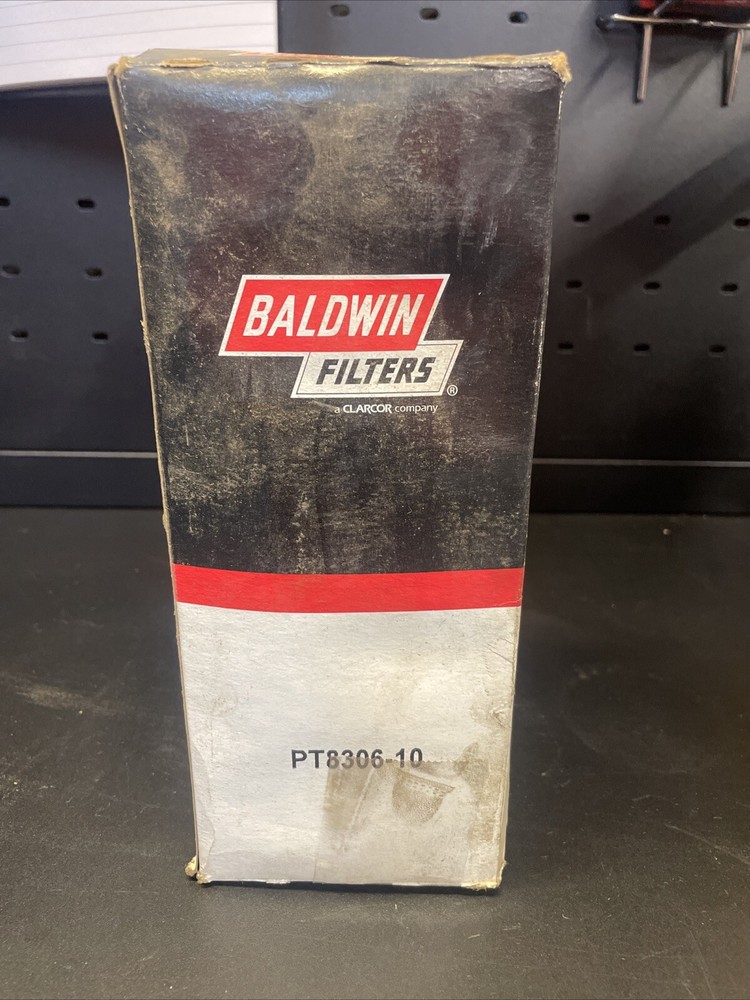 BALDWIN
FILTERS®
a CLARCOR company
PT8306-10